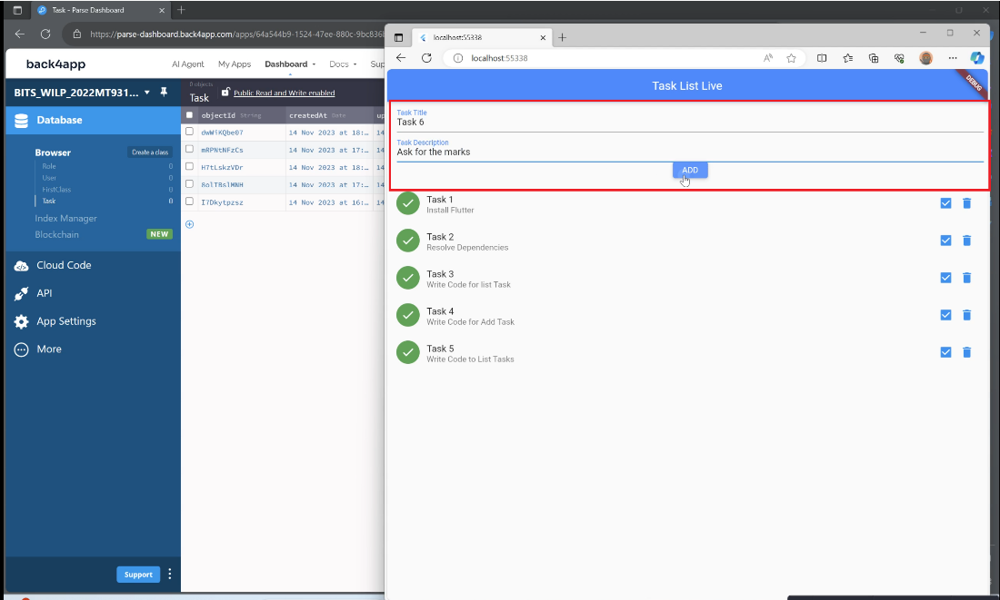 Task - Parse Dashboard
https://parse-dashboard.back4app.com/apps/64a544b9-1524-47ee-880c-9bc836
back4app
AI Agent My Apps Dashboard Docs Sup
BITS_WILP_2022MT931...
Database
Browser Create a class
Role 0
User 0
FirstClass 0
Task 0
Index Manager
Blockchain NEW
Cloud Code
API
App Settings
More
Support
0 objects
Task Public Read and Write enabled
objectId String createdAt Date up
dwWiKQbe07 14 Nov 2023 at 18:… 14
mRPNtNFzCs 14 Nov 2023 at 17:… 14
H7tLskzVDr 14 Nov 2023 at 18:… 14
8olTBslMNH 14 Nov 2023 at 17:… 14
I7Dkytpzsz 14 Nov 2023 at 16:… 14
localhost:55338
localhost:55338
Task List Live
DEBUG
Task Title
Task 6
Task Description
Ask for the marks
ADD
Task 1
Install Flutter
Task 2
Resolve Dependencies
Task 3
Write Code for list Task
Task 4
Write Code for Add Task
Task 5
Write Code to List Tasks